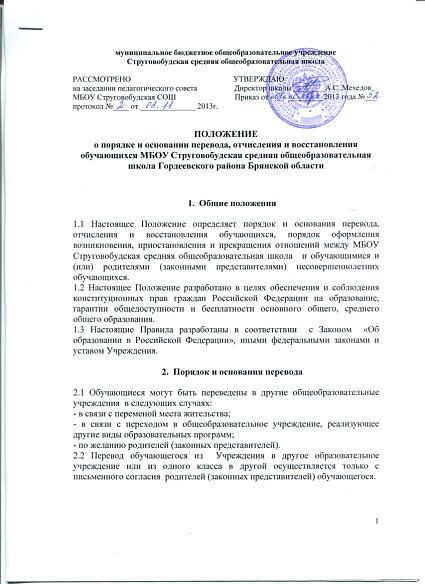 муниципальное бюджетное общеобразовательное учреждение
Струговобудская средняя общеобразовательная школа
РАССМОТРЕНО УТВЕРЖДАЮ
на заседании педагогического совета Директор школы А.С. Мехедов
МБОУ Струговобудская СОШ Приказ от 2013 года № 52
протокол № 2 от 01.11 2013г.
ПОЛОЖЕНИЕ
о порядке и основании перевода, отчисления и восстановления
обучающихся МБОУ Струговобудская средняя общеобразовательная
школа Гордеевского района Брянской области
1. Общие положения
1.1 Настоящее Положение определяет порядок и основания перевода,
отчисления и восстановления обучающихся, порядок оформления
возникновения, приостановления и прекращения отношений между МБОУ
Струговобудская средняя общеобразовательная школа и обучающимися и
(или) родителями (законными представителями) несовершеннолетних
обучающихся.
1.2 Настоящее Положение разработано в целях обеспечения и соблюдения
конституционных прав граждан Российской Федерации на образование,
гарантии общедоступности и бесплатности основного общего, среднего
общего образования.
1.3 Настоящие Правила разработаны в соответствии с Законом «Об
образовании в Российской Федерации», иными федеральными законами и
уставом Учреждения.
2. Порядок и основания перевода
2.1 Обучающиеся могут быть переведены в другие общеобразовательные
учреждения в следующих случаях:
- в связи с переменой места жительства;
- в связи с переходом в общеобразовательное учреждение, реализующее
другие виды образовательных программ;
- по желанию родителей (законных представителей).
2.2 Перевод обучающегося из Учреждения в другое образовательное
учреждение или из одного класса в другой осуществляется только с
письменного согласия родителей (законных представителей) обучающегося.
1